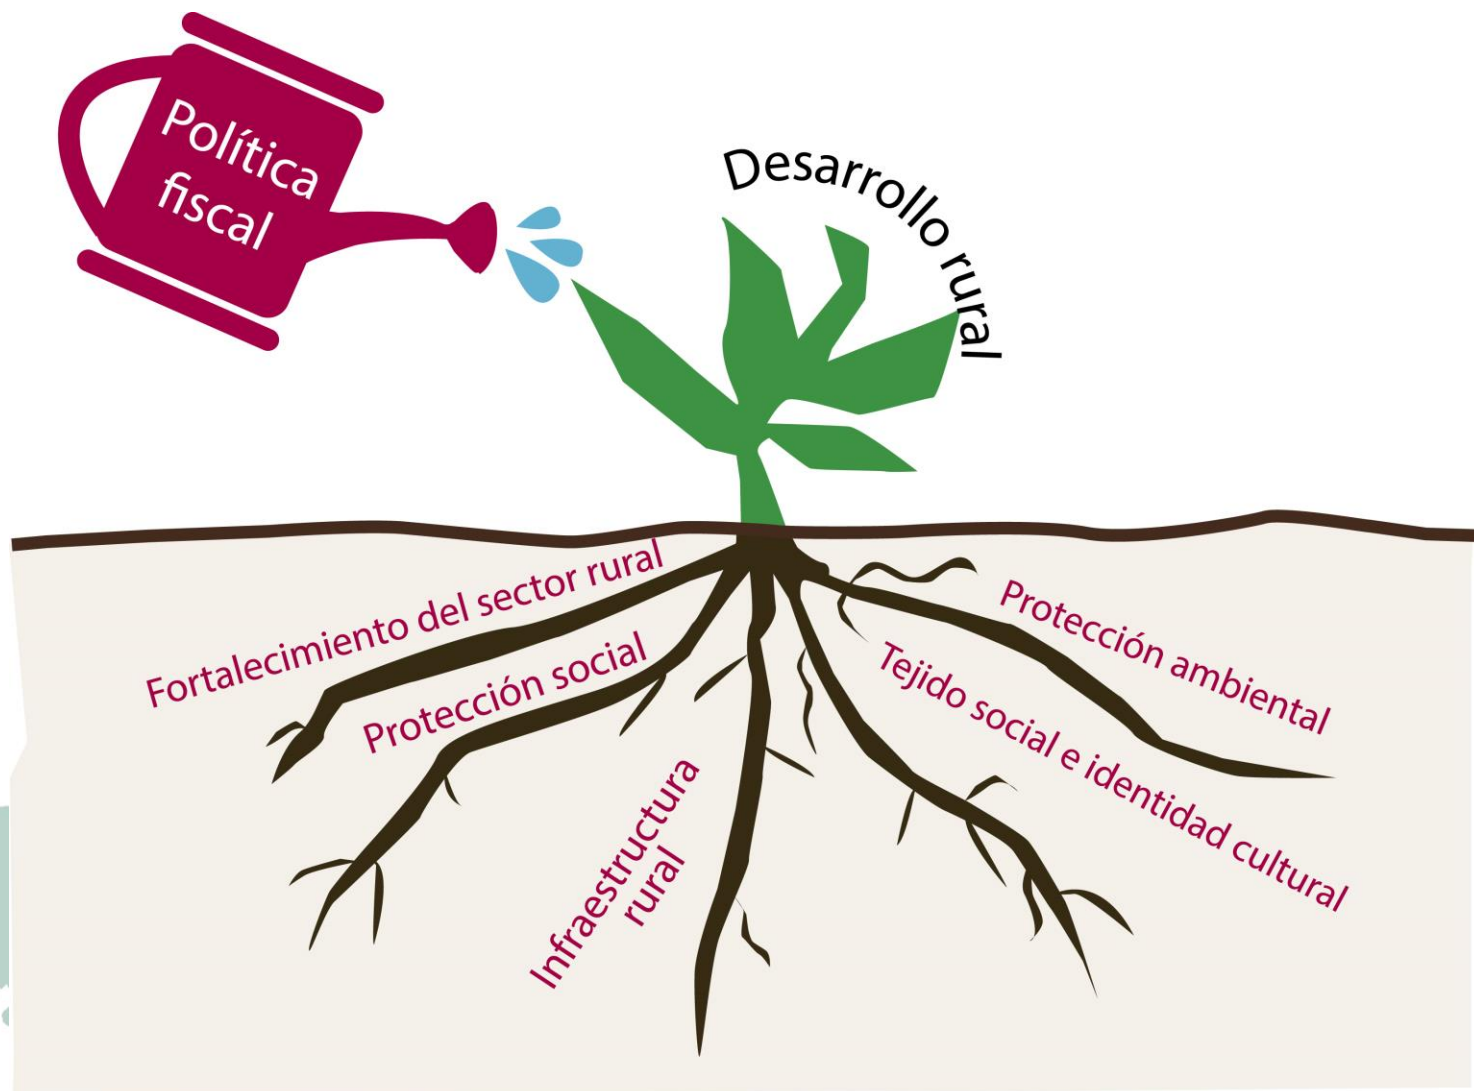 Política
fiscal
Desarrollo rural
Fortalecimiento del sector rural
Protección social
Infraestructura
rural
Tejido social e identidad cultural
Protección ambiental